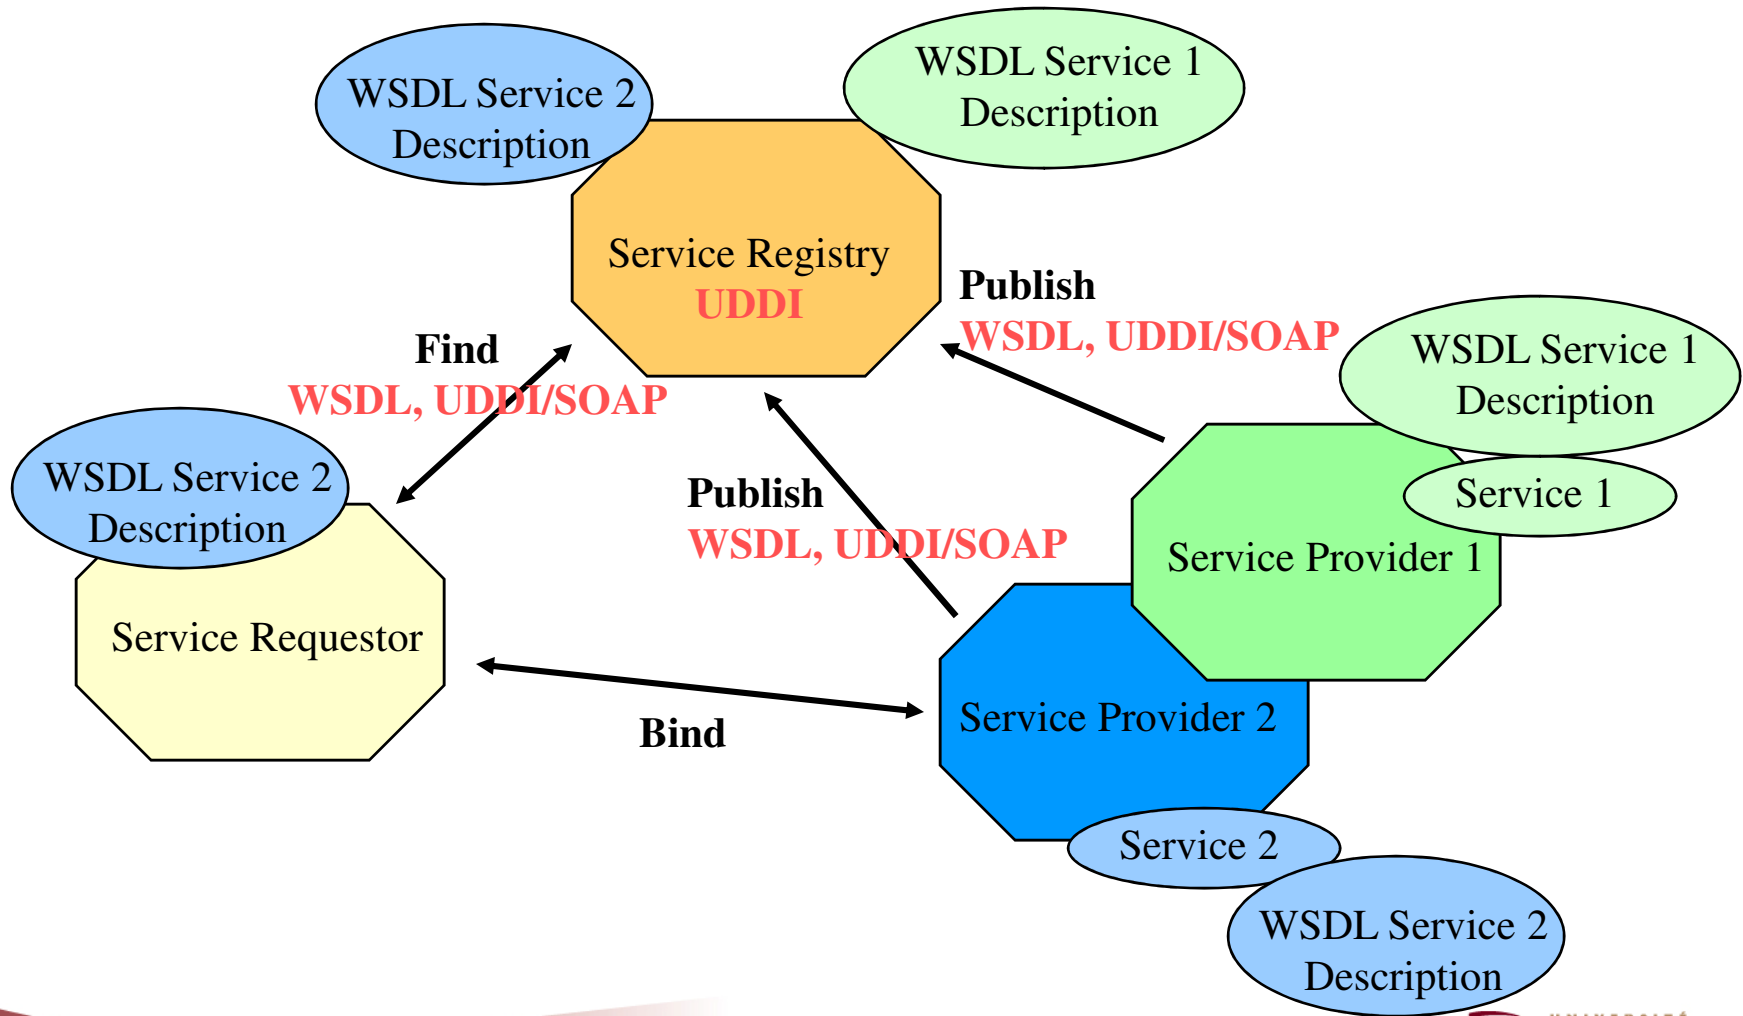 WSDL Service 2
Description
WSDL Service 1
Description
Service Registry
UDDI
Publish
WSDL, UDDI/SOAP
Find
WSDL, UDDI/SOAP
WSDL Service 1
Description
Service 1
Service Provider 1
WSDL Service 2
Description
Service Requestor
Publish
WSDL, UDDI/SOAP
Service Provider 2
Bind
Service 2
WSDL Service 2
Description